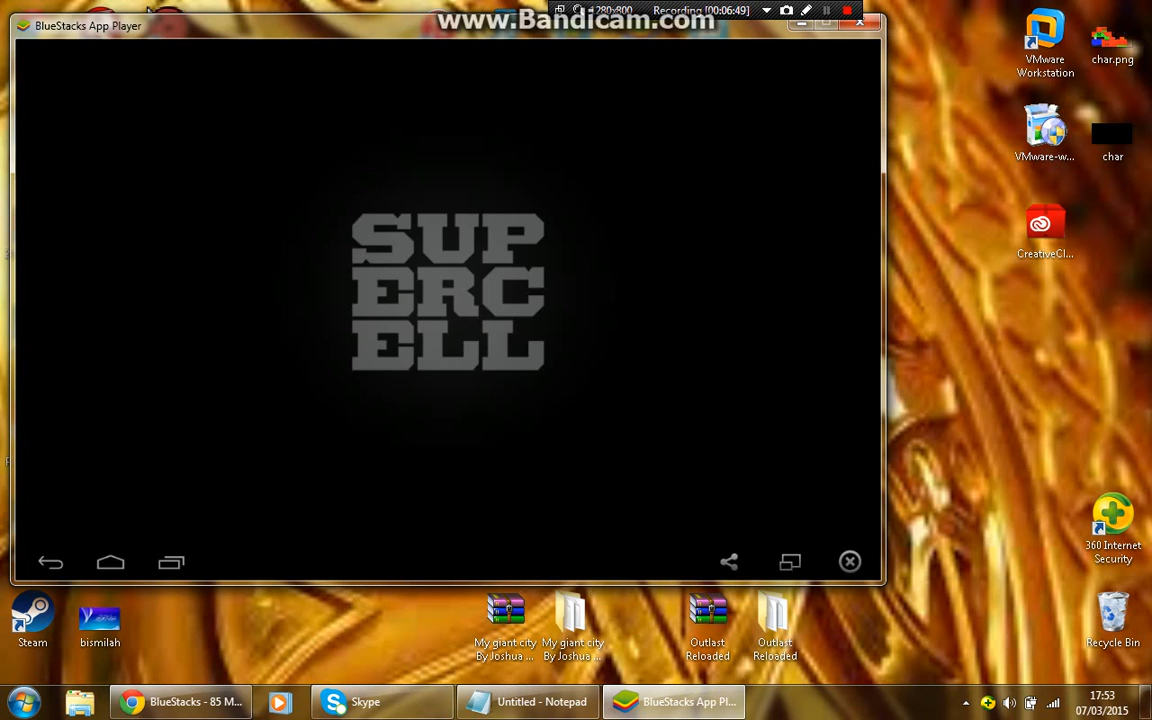 www.Bandicam.com
1280x800 Recording [00:06:49]
BlueStacks App Player
SUP
ERC
ELL
VMware
Workstation
char.png
VMware-w...
char
CreativeCl...
360 Internet
Security
Steam
bismilah
My giant city
By Joshua ...
My giant city
By Joshua ...
Outlast
Reloaded
Outlast
Reloaded
Recycle Bin
BlueStacks - 85 M...
Skype
Untitled - Notepad
BlueStacks App Pl...
17:53
07/03/2015